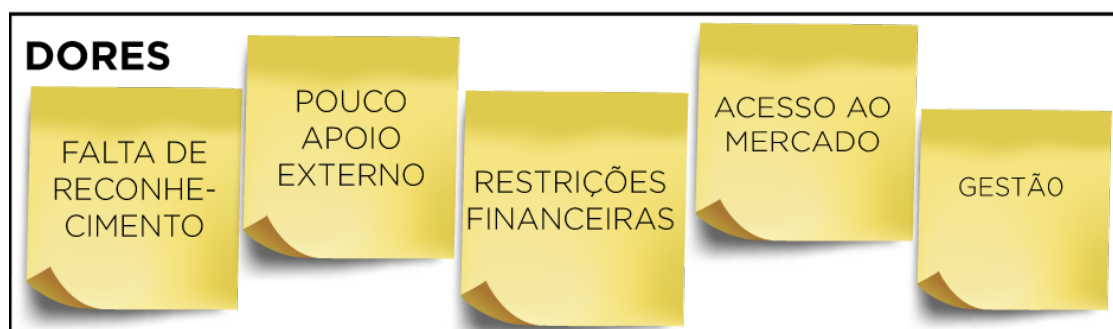 DORES
FALTA DE
RECONHE-
CIMENTO
POUCO
APOIO
EXTERNO
RESTRIÇÕES
FINANCEIRAS
ACESSO AO
MERCADO
GESTÃO